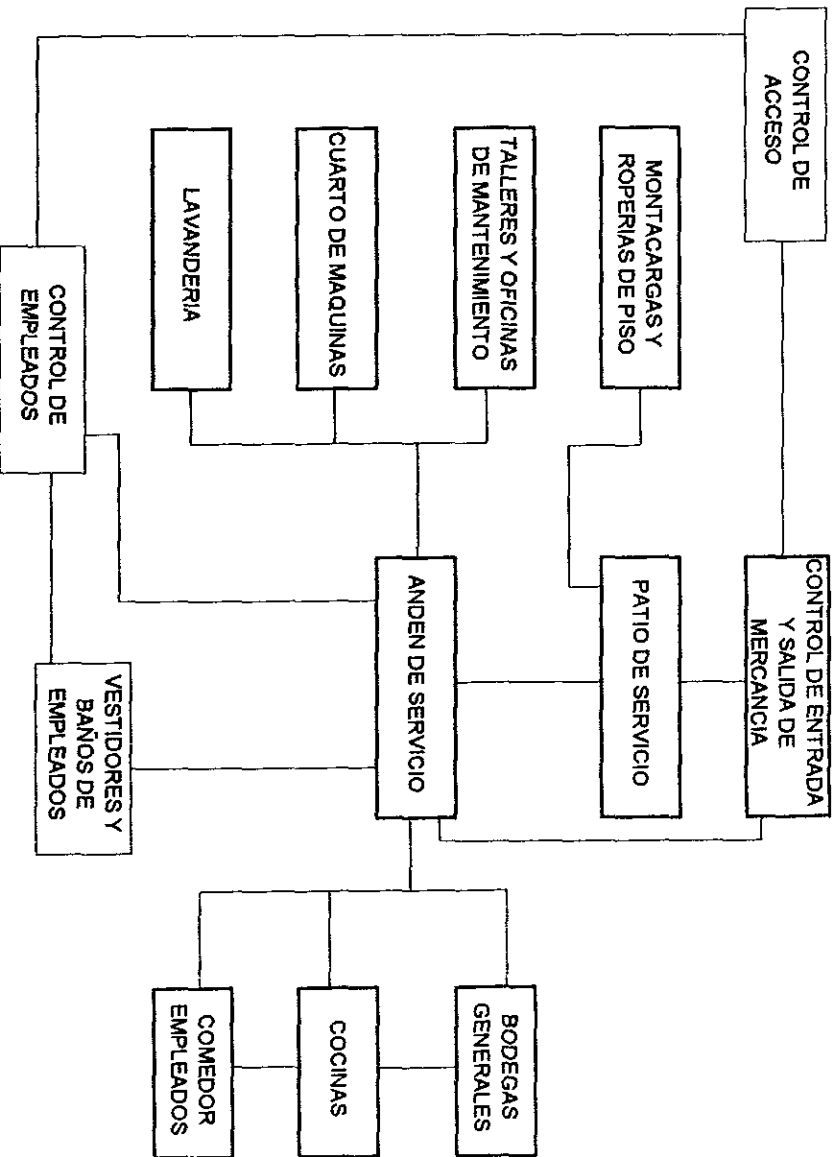 CONTROL DE
ACCESO
CONTROL DE ENTRADA
Y SALIDA DE
MERCANCIA
MONTACARGAS Y
ROPERIAS DE PISO
PATIO DE SERVICIO
TALLERES Y OFICINAS
DE MANTENIMIENTO
CUARTO DE MAQUINAS
LAVANDERIA
ANDEN DE SERVICIO
BODEGAS
GENERALES
COCINAS
COMEDOR
EMPLEADOS
CONTROL DE
EMPLEADOS
VESTIDORES Y
BAÑOS DE
EMPLEADOS